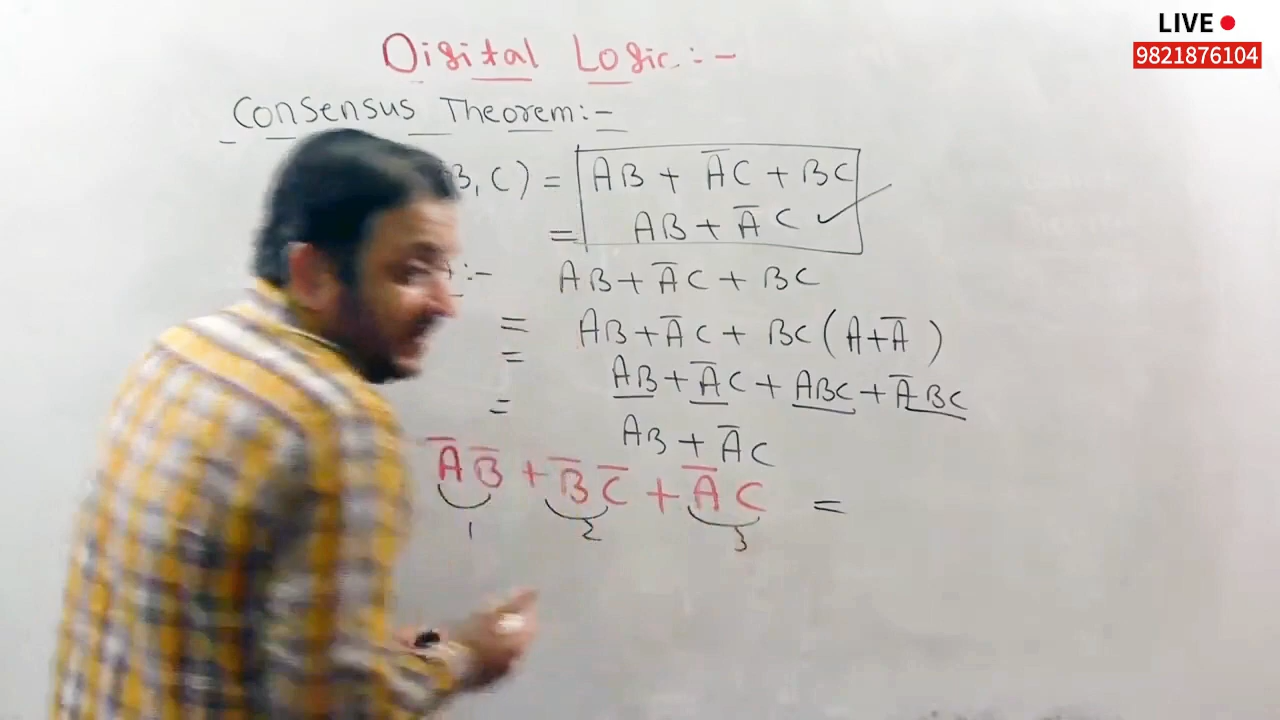 LIVE
9821876104
Digital Logic :-
Consensus Theorem:-
B, C) = AB + A̅C + BC
= AB + A̅C ✓
:- AB + A̅C + BC
= AB + A̅C + BC(A+A̅)
= AB + A̅C + ABC + A̅BC
= AB + A̅C
A̅B̅ + B̅C̅ + A̅C =
1 2 3